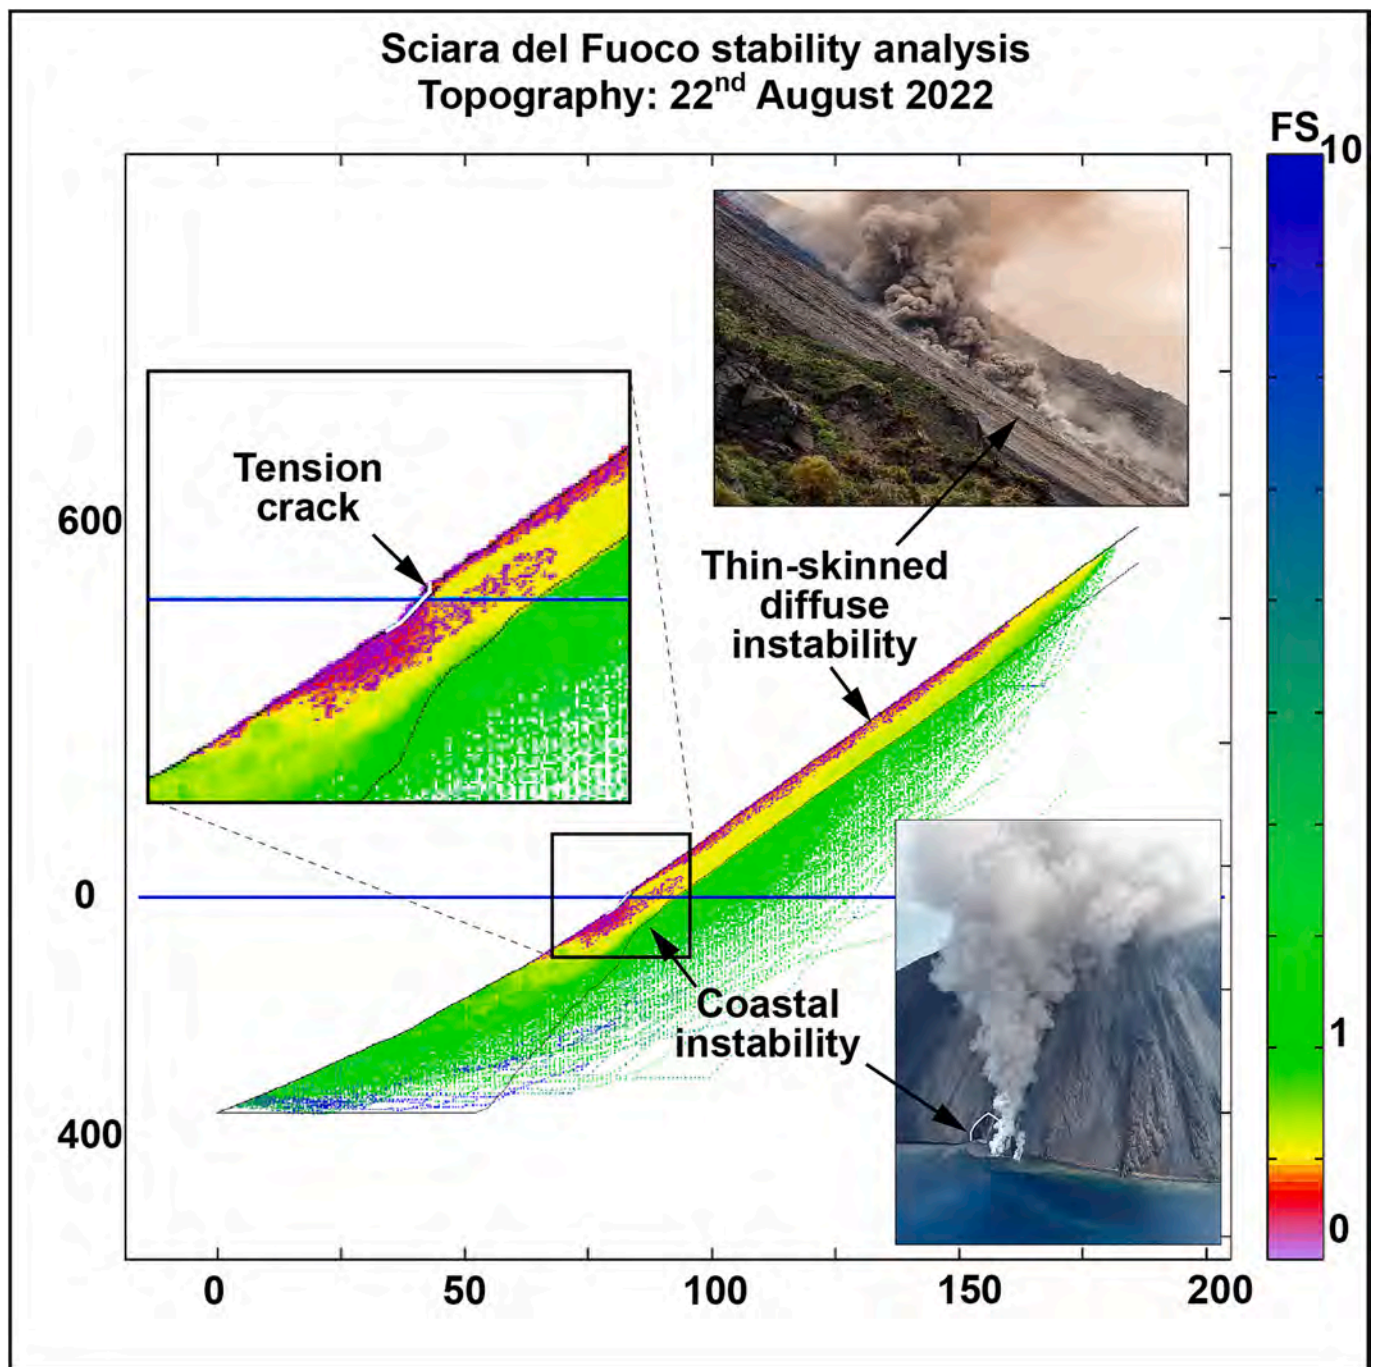 Sciara del Fuoco stability analysis
Topography: 22nd August 2022
FS
10
Tension
crack
600
Thin-skinned
diffuse
instability
0
Coastal
instability
1
400
0
0
50
100
150
200